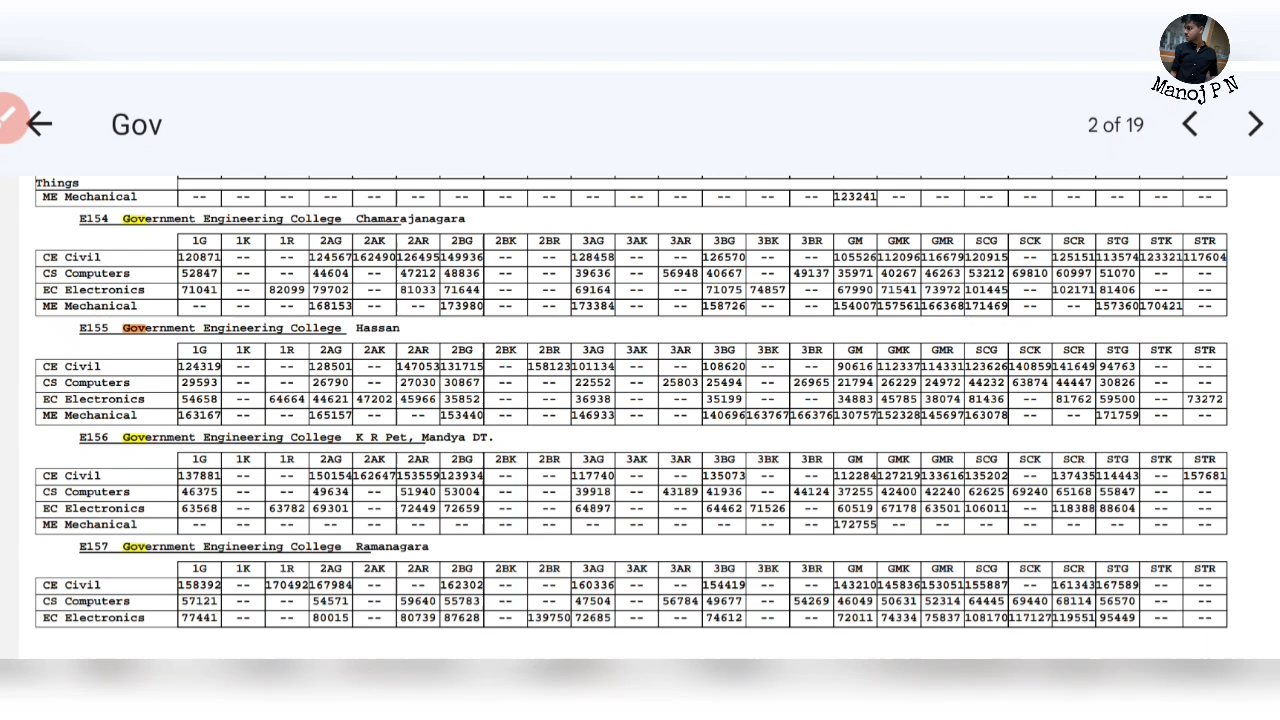 Manoj P N
Gov
2 of 19
Things
ME Mechanical -- -- -- -- -- -- -- -- -- -- -- -- -- -- -- 123241 -- -- -- -- -- -- -- --
E154 Government Engineering College Chamarajanagara
1G 1K 1R 2AG 2AK 2AR 2BG 2BK 2BR 3AG 3AK 3AR 3BG 3BK 3BR GM GMK GMR SCG SCK SCR STG STK STR
CE Civil 120871 -- -- 124567 162490 126495 149936 -- -- 128458 -- -- 126570 -- -- 105526 112096 116679 120915 -- 125151 113574 123321 117604
CS Computers 52847 -- -- 44604 -- 47212 48836 -- -- 39636 -- 56948 40667 -- 49137 35971 40267 46263 53212 69810 60997 51070 -- --
EC Electronics 71041 -- 82099 79702 -- 81033 71644 -- -- 69164 -- -- 71075 74857 -- 67990 71541 73972 101445 -- 102171 81406 -- --
ME Mechanical -- -- -- 168153 -- -- 173980 -- -- 173384 -- -- 158726 -- -- 154007 157561 166368 171469 -- -- 157360 170421 --
E155 Government Engineering College Hassan
1G 1K 1R 2AG 2AK 2AR 2BG 2BK 2BR 3AG 3AK 3AR 3BG 3BK 3BR GM GMK GMR SCG SCK SCR STG STK STR
CE Civil 124319 -- -- 128501 -- 147053 131715 -- 158123 101134 -- -- 108620 -- -- 90616 112337 114331 123626 140859 141649 94763 -- --
CS Computers 29593 -- -- 26790 -- 27030 30867 -- -- 22552 -- 25803 25494 -- 26965 21794 26229 24972 44232 63874 44447 30826 -- --
EC Electronics 54658 -- 64664 44621 47202 45966 35852 -- -- 36938 -- -- 35199 -- -- 34883 45785 38074 81436 -- 81762 59500 -- 73272
ME Mechanical 163167 -- -- 165157 -- -- 153440 -- -- 146933 -- -- 140696 163767 166376 130757 152328 145697 163078 -- -- 171759 -- --
E156 Government Engineering College K R Pet, Mandya DT.
1G 1K 1R 2AG 2AK 2AR 2BG 2BK 2BR 3AG 3AK 3AR 3BG 3BK 3BR GM GMK GMR SCG SCK SCR STG STK STR
CE Civil 137881 -- -- 150154 162647 153559 123934 -- -- 117740 -- -- 135073 -- -- 112284 127219 133616 135202 -- 137435 114443 -- 157681
CS Computers 46375 -- -- 49634 -- 51940 53004 -- -- 39918 -- 43189 41936 -- 44124 37255 42400 42240 62625 69240 65168 55847 -- --
EC Electronics 63568 -- 63782 69301 -- 72449 72659 -- -- 64897 -- -- 64462 71526 -- 60519 67178 63501 106011 -- 118388 88604 -- --
ME Mechanical -- -- -- -- -- -- -- -- -- -- -- -- -- -- -- 172755 -- -- -- -- -- -- -- --
E157 Government Engineering College Ramanagara
1G 1K 1R 2AG 2AK 2AR 2BG 2BK 2BR 3AG 3AK 3AR 3BG 3BK 3BR GM GMK GMR SCG SCK SCR STG STK STR
CE Civil 158392 -- 170492 167984 -- -- 162302 -- -- 160336 -- -- 154419 -- -- 143210 145836 153051 155887 -- 161343 167589 -- --
CS Computers 57121 -- -- 54571 -- 59640 55783 -- -- 47504 -- 56784 49677 -- 54269 46049 50631 52314 64445 69440 68114 56570 -- --
EC Electronics 77441 -- -- 80015 -- 80739 87628 -- 139750 72685 -- -- 74612 -- -- 72011 74334 75837 108170 117127 119551 95449 -- --